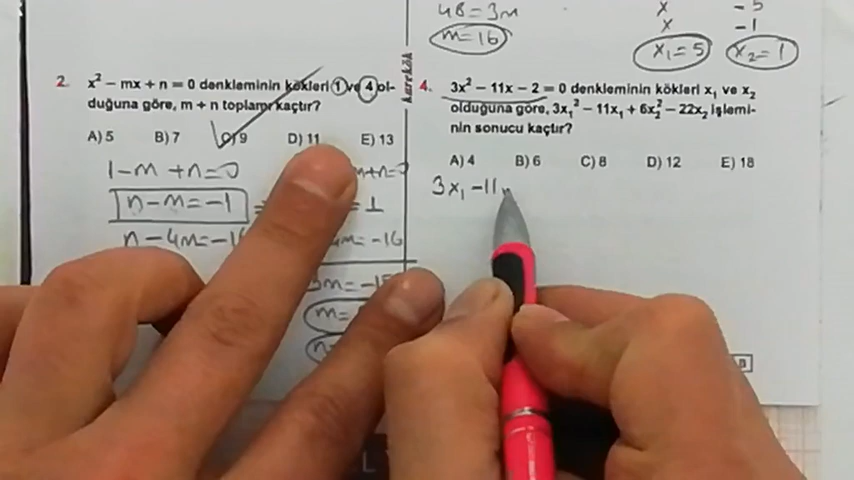 4B = 3m
m = 16
x -5
x -1
x₁ = 5 x₂ = 1
2. x² − mx + n = 0 denkleminin kökleri 1 ve 4 ol-
duğuna göre, m + n toplamı kaçtır?
A) 5 B) 7 C) 9 D) 11 E) 13
1 − m + n = 0
n − m = −1
n − 4m = −16
m+n=0
= 1
4m = −16
3m = −15
m =
n =
karekök
4. 3x² − 11x − 2 = 0 denkleminin kökleri x₁ ve x₂
olduğuna göre, 3x₁² − 11x₁ + 6x₂² − 22x₂ işlemi-
nin sonucu kaçtır?
A) 4 B) 6 C) 8 D) 12 E) 18
3x₁ − 11
B